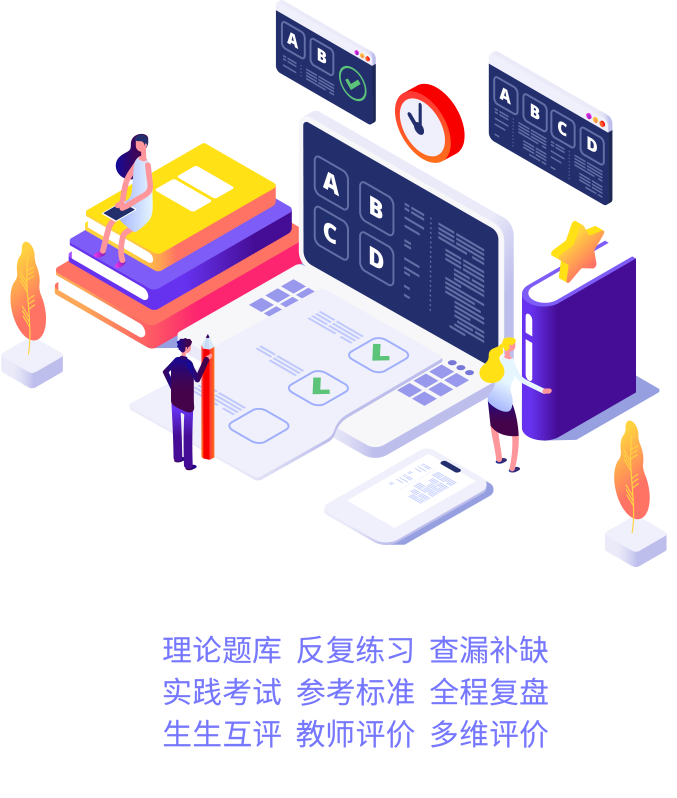 A B
A B C D
A B
C D
理论题库 反复练习 查漏补缺
实践考试 参考标准 全程复盘
生生互评 教师评价 多维评价